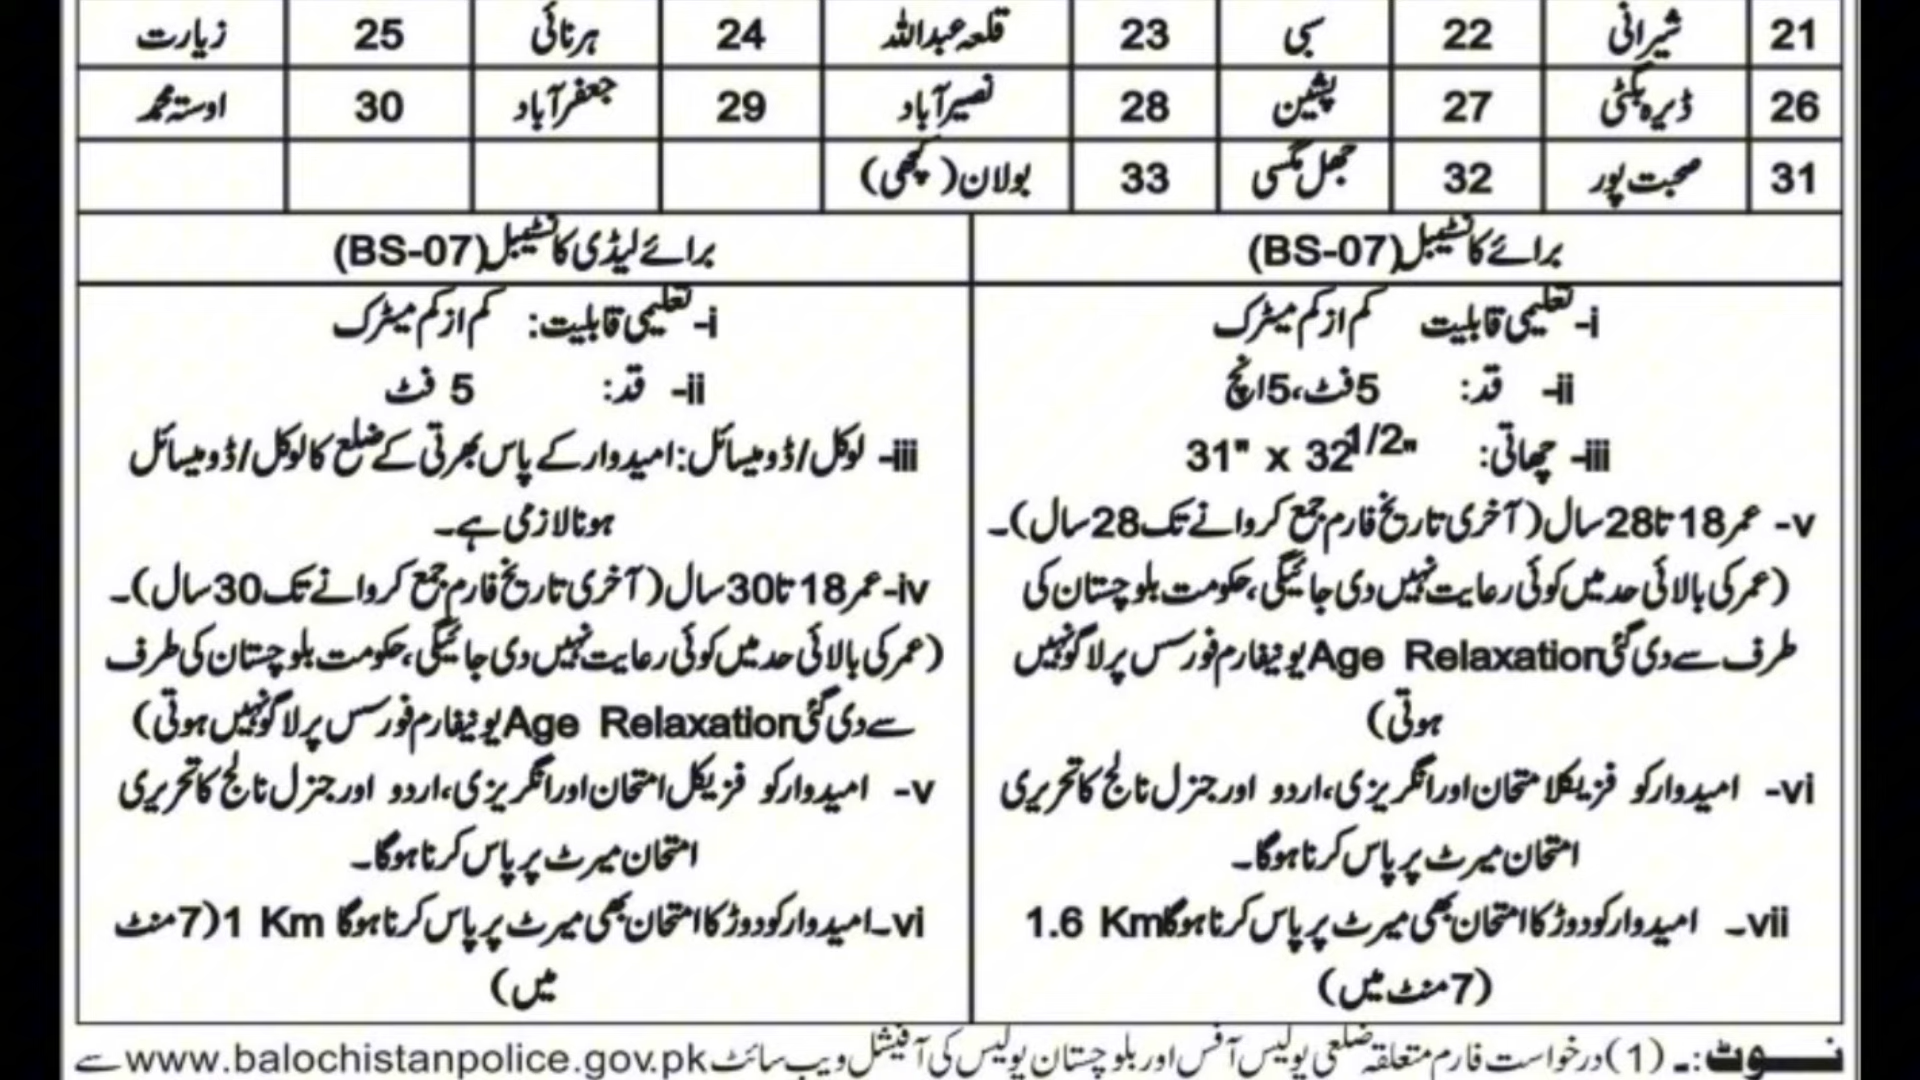 21 شیرانی 22 سبی 23 قلعہ عبداللہ 24 ہرنائی 25 زیارت
26 ڈیرہ بگٹی 27 پشین 28 نصیر آباد 29 جعفر آباد 30 اوستہ محمد
31 صحبت پور 32 جھل مگسی 33 بولان (کچھی)
برائے کانسٹیبل (BS-07)
i- تعلیمی قابلیت کم از کم میٹرک
ii- قد: 5 فٹ، 5 انچ
iii- چھاتی: 31" x 32 1/2"
v- عمر 18 تا 28 سال (آخری تاریخ فارم جمع کروانے تک 28 سال)۔
(عمر کی بالائی حد میں کوئی رعایت نہیں دی جائیگی، حکومت بلوچستان کی
طرف سے دی گئی Age Relaxation یونیفارم فورسس پر لاگو نہیں
ہوتی)
vi- امیدوار کو فزیکلا متحان اور انگریزی، اردو اور جنرل نالج کا تحریری
امتحان میرٹ پر پاس کرنا ہوگا۔
vii۔ امیدوار کو دوڑ کا امتحان بھی میرٹ پر پاس کرنا ہوگا 1.6 Km
(7 منٹ میں)
برائے لیڈی کانسٹیبل (BS-07)
i- تعلیمی قابلیت: کم از کم میٹرک
ii- قد: 5 فٹ
iii- لوکل/ڈومیسائل: امیدوار کے پاس بھرتی کے ضلع کا لوکل/ڈومیسائل
ہونا لازمی ہے۔
iv- عمر 18 تا 30 سال (آخری تاریخ فارم جمع کروانے تک 30 سال)۔
(عمر کی بالائی حد میں کوئی رعایت نہیں دی جائیگی، حکومت بلوچستان کی طرف
سے دی گئی Age Relaxation یونیفارم فورسس پر لاگو نہیں ہوتی)
v- امیدوار کو فزیکل امتحان اور انگریزی، اردو اور جنرل نالج کا تحریری
امتحان میرٹ پر پاس کرنا ہوگا۔
vi۔ امیدوار کو دوڑ کا امتحان بھی میرٹ پر پاس کرنا ہوگا 1 Km (7 منٹ
میں)
نوٹ:۔ (1) درخواست فارم متعلقہ ضلعی پولیس آفس اور بلوچستان پولیس کی آفیشل ویب سائٹ www.balochistanpolice.gov.pk سے